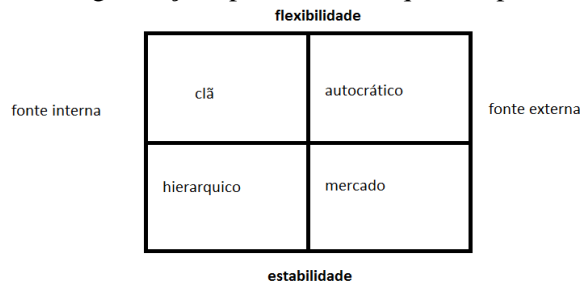 flexibilidade
clã
autocrático
fonte interna
fonte externa
hierarquico
mercado
estabilidade